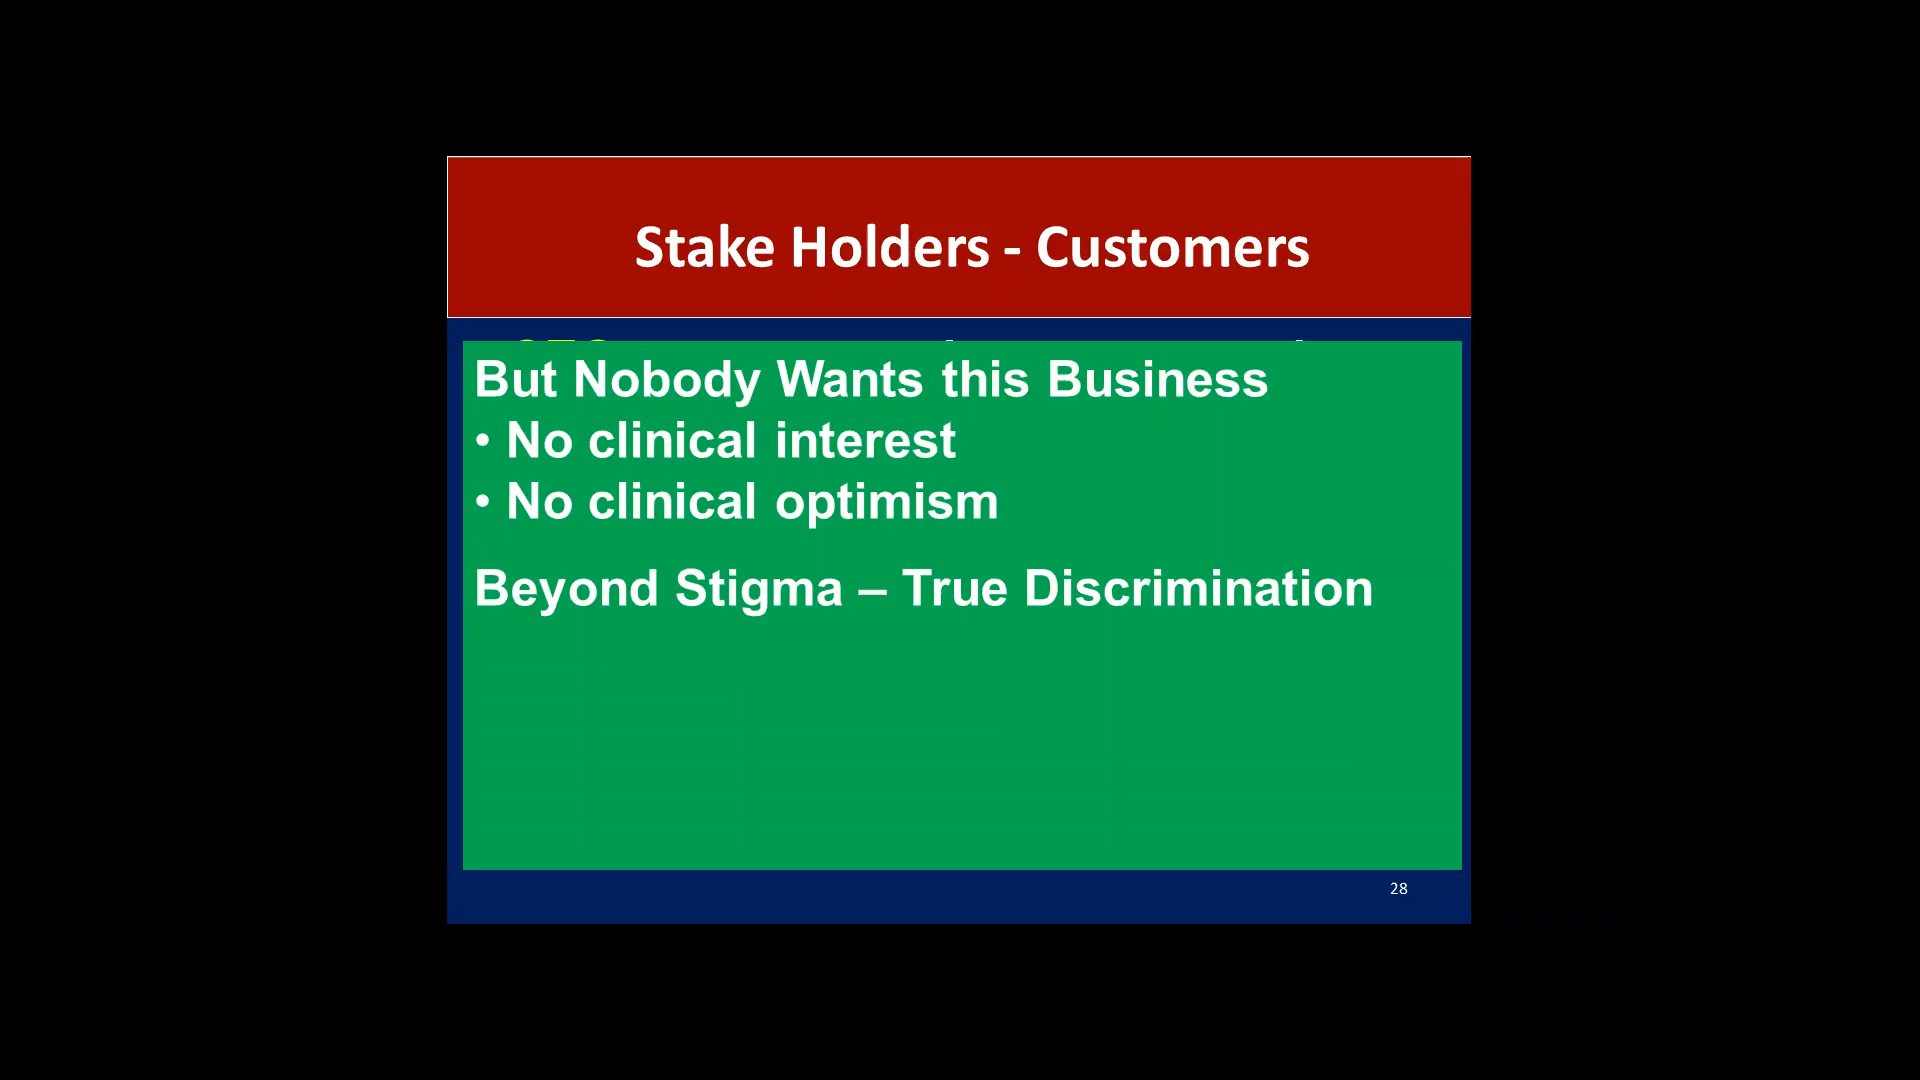 Stake Holders - Customers
But Nobody Wants this Business
• No clinical interest
• No clinical optimism
Beyond Stigma – True Discrimination
28